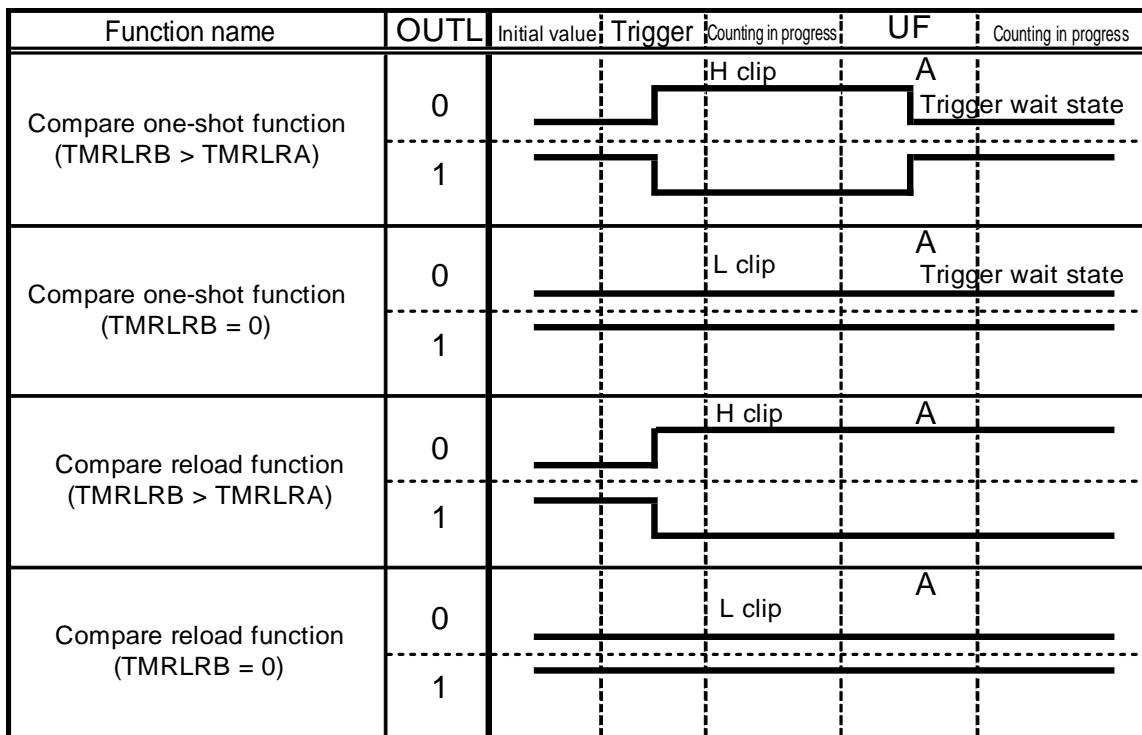 Function name OUTL Initial value Trigger Counting in progress UF Counting in progress
Compare one-shot function
(TMRLRB > TMRLRA)
0
H clip
A
Trigger wait state
1
Compare one-shot function
(TMRLRB = 0)
0
L clip
A
Trigger wait state
1
Compare reload function
(TMRLRB > TMRLRA)
0
H clip
A
1
Compare reload function
(TMRLRB = 0)
0
L clip
A
1